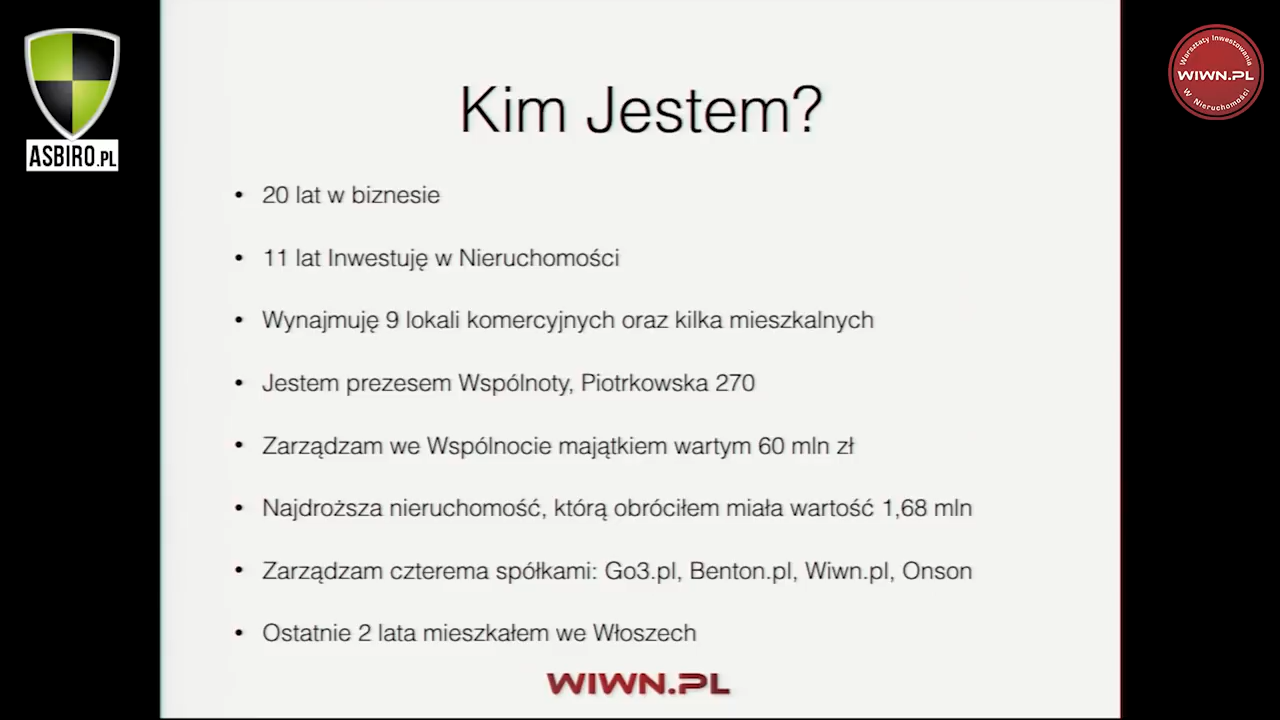 ASBIRO.PL
Warsztaty Inwestowania
WIWN.PL
W Nieruchomości
Kim Jestem?
• 20 lat w biznesie
• 11 lat Inwestuję w Nieruchomości
• Wynajmuję 9 lokali komercyjnych oraz kilka mieszkalnych
• Jestem prezesem Wspólnoty, Piotrkowska 270
• Zarządzam we Wspólnocie majątkiem wartym 60 mln zł
• Najdroższa nieruchomość, którą obróciłem miała wartość 1,68 mln
• Zarządzam czterema spółkami: Go3.pl, Benton.pl, Wiwn.pl, Onson
• Ostatnie 2 lata mieszkałem we Włoszech
WIWN.PL